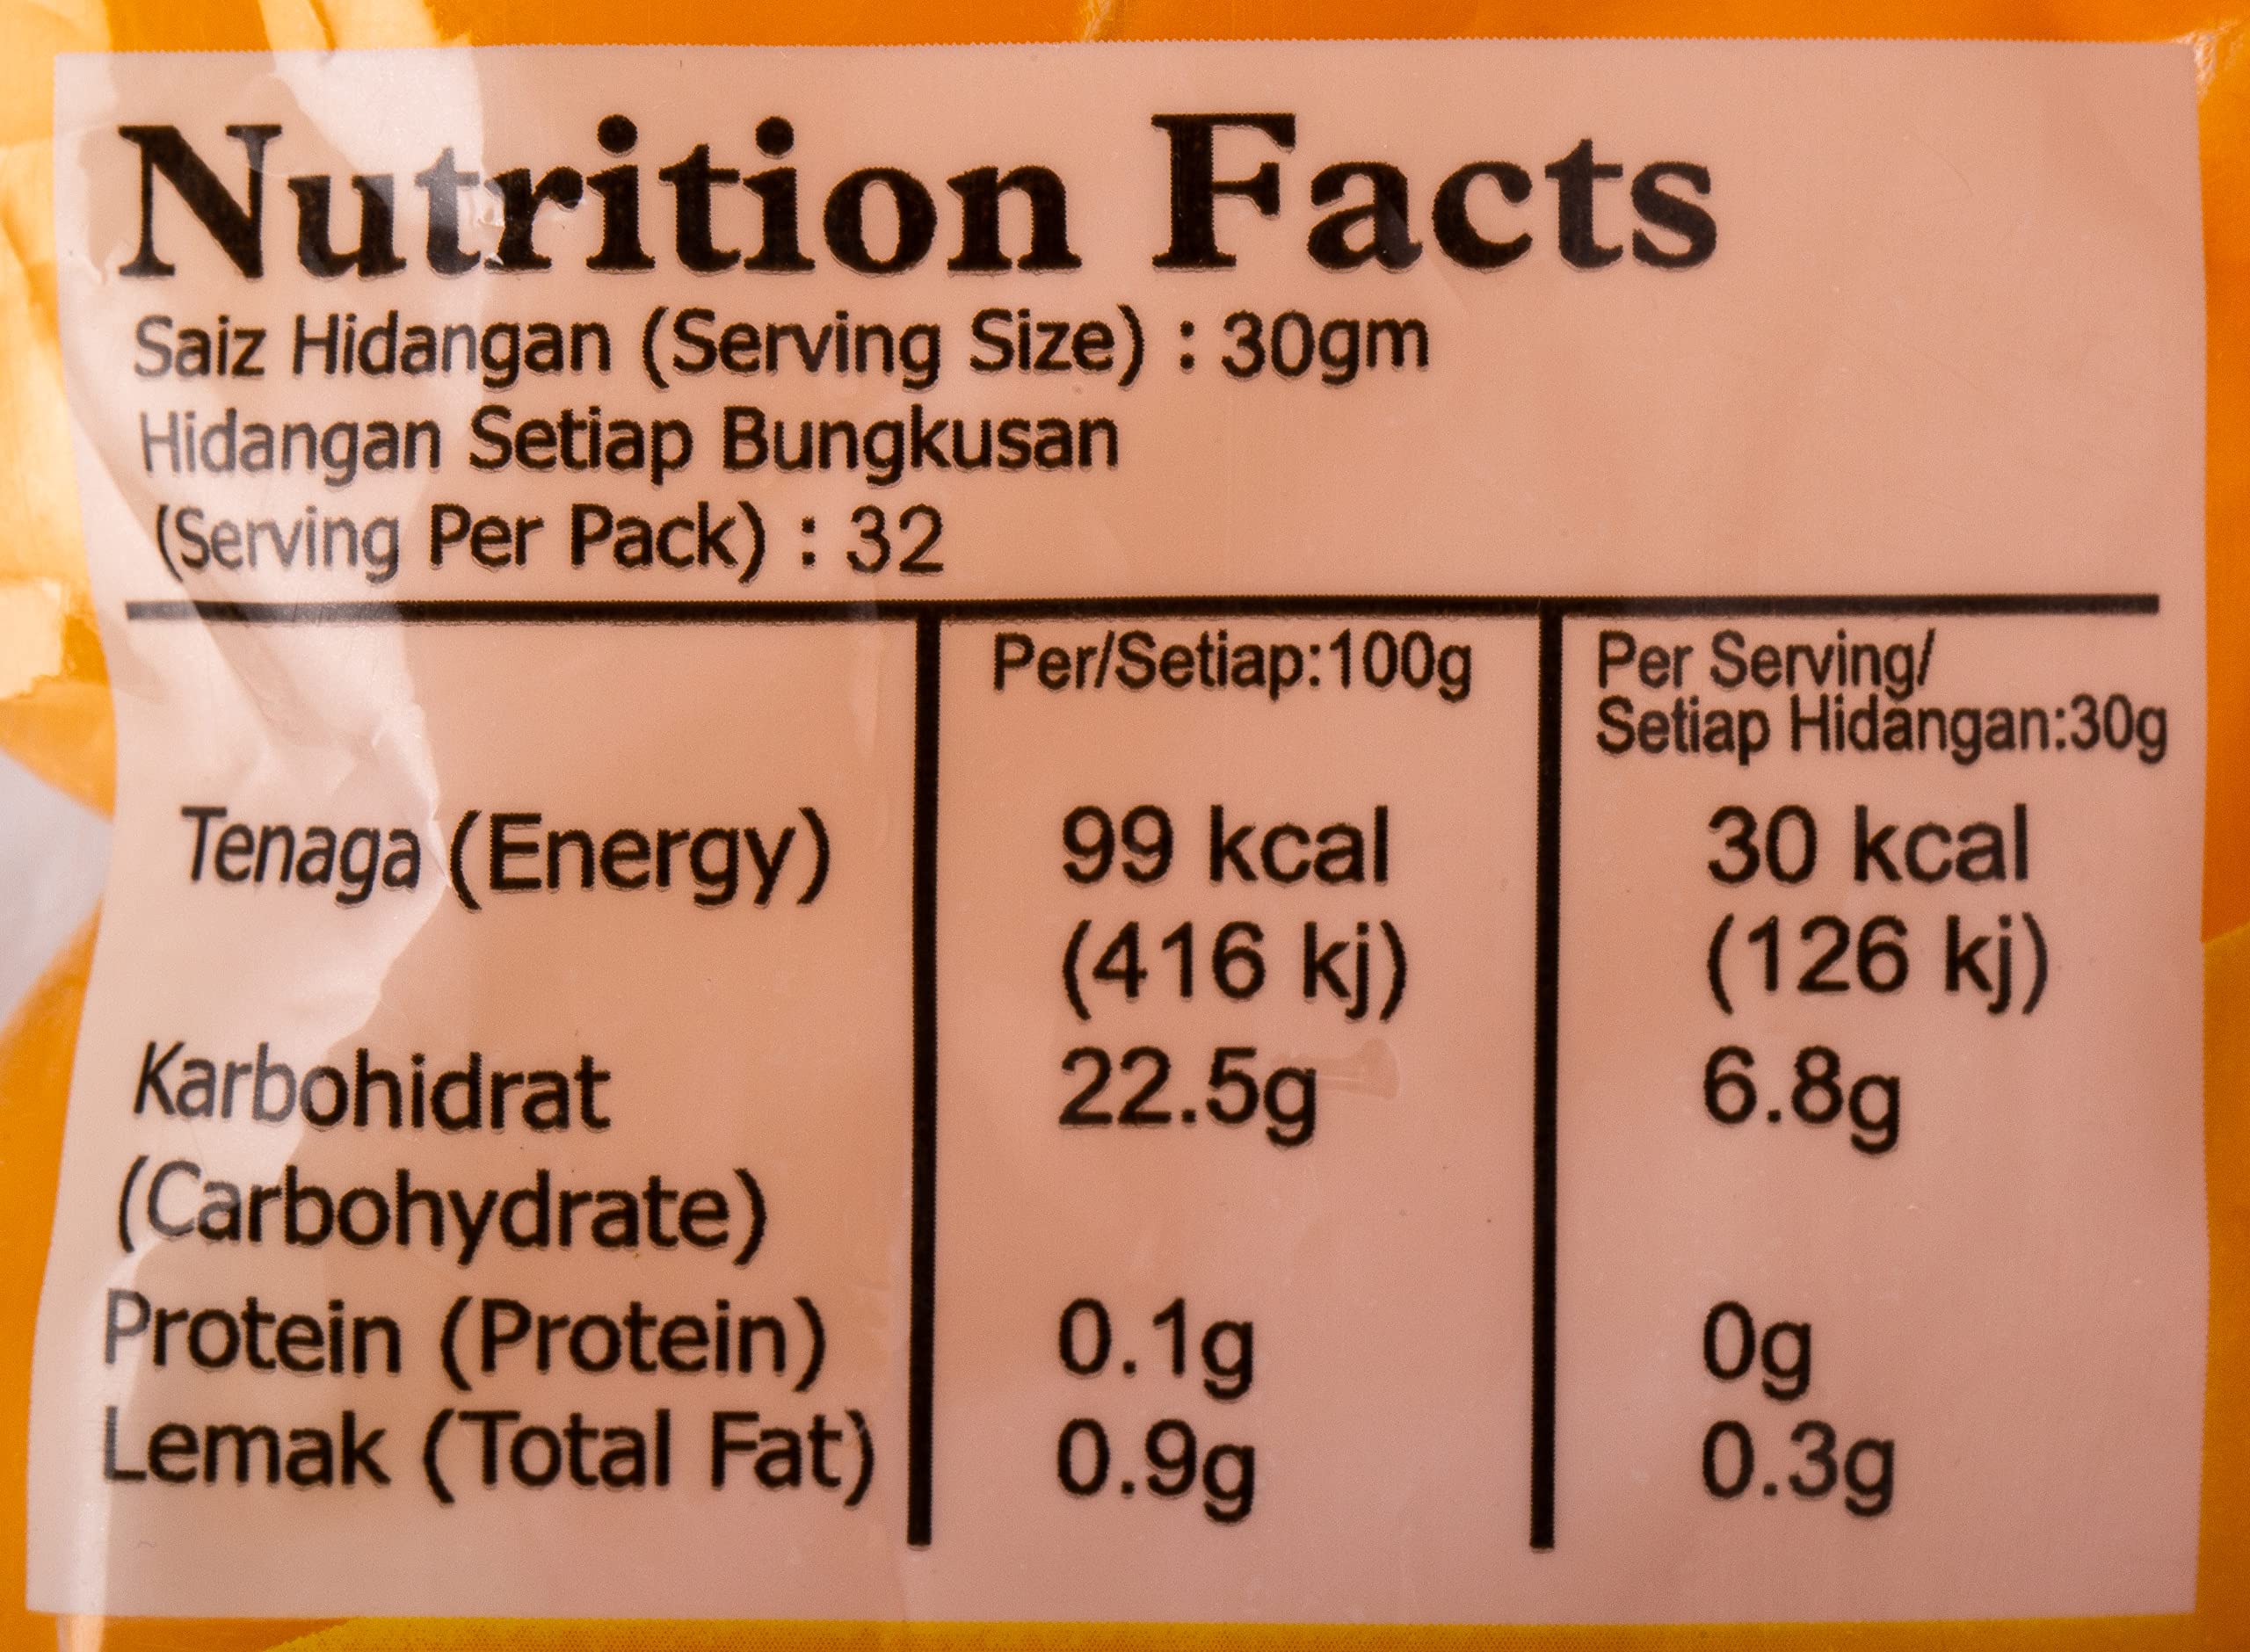 Nutrition Facts
Saiz Hidangan (Serving Size) : 30gm
Hidangan Setiap Bungkusan
(Serving Per Pack) : 32
Per/Setiap:100g
Per Serving/
Setiap Hidangan:30g
Tenaga (Energy) 99 kcal 30 kcal
(416 kj) (126 kj)
Karbohidrat 22.5g 6.8g
(Carbohydrate)
Protein (Protein) 0.1g 0g
Lemak (Total Fat) 0.9g 0.3g